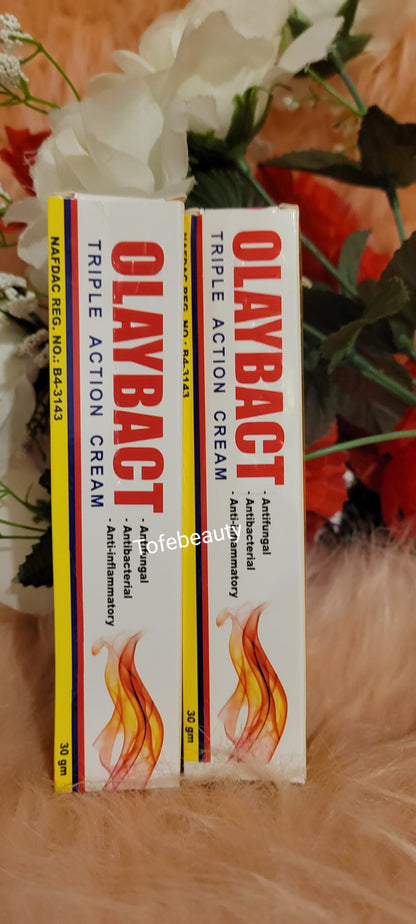 OLAYBACT
TRIPLE ACTION CREAM
- Antifungal
- Antibacterial
- Anti-inflammatory
NAFDAC REG. NO.: B4-3143
30 gm
OLAYBACT
TRIPLE ACTION CREAM
- Antifungal
- Antibacterial
- Anti-inflammatory
NAFDAC REG. NO.: B4-3143
30 gm
Tofebeauty